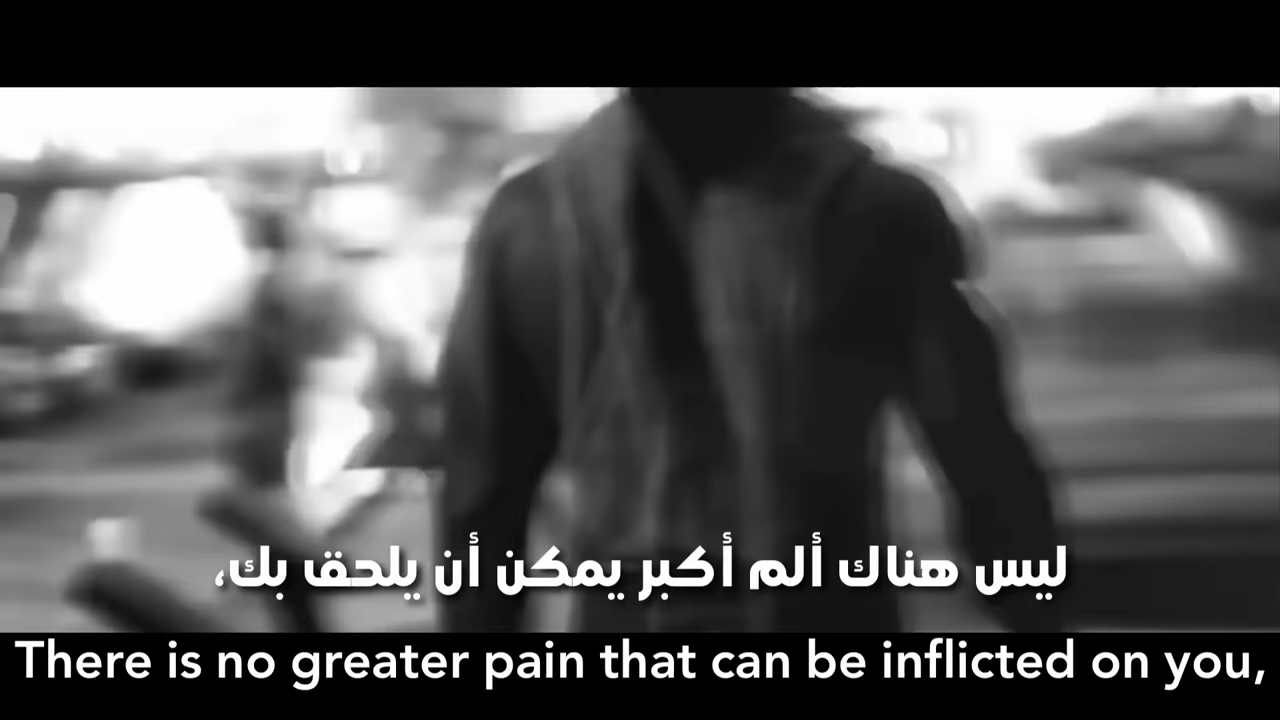 ليس هناك ألم أكبر يمكن أن يلحق بك،
There is no greater pain that can be inflicted on you,